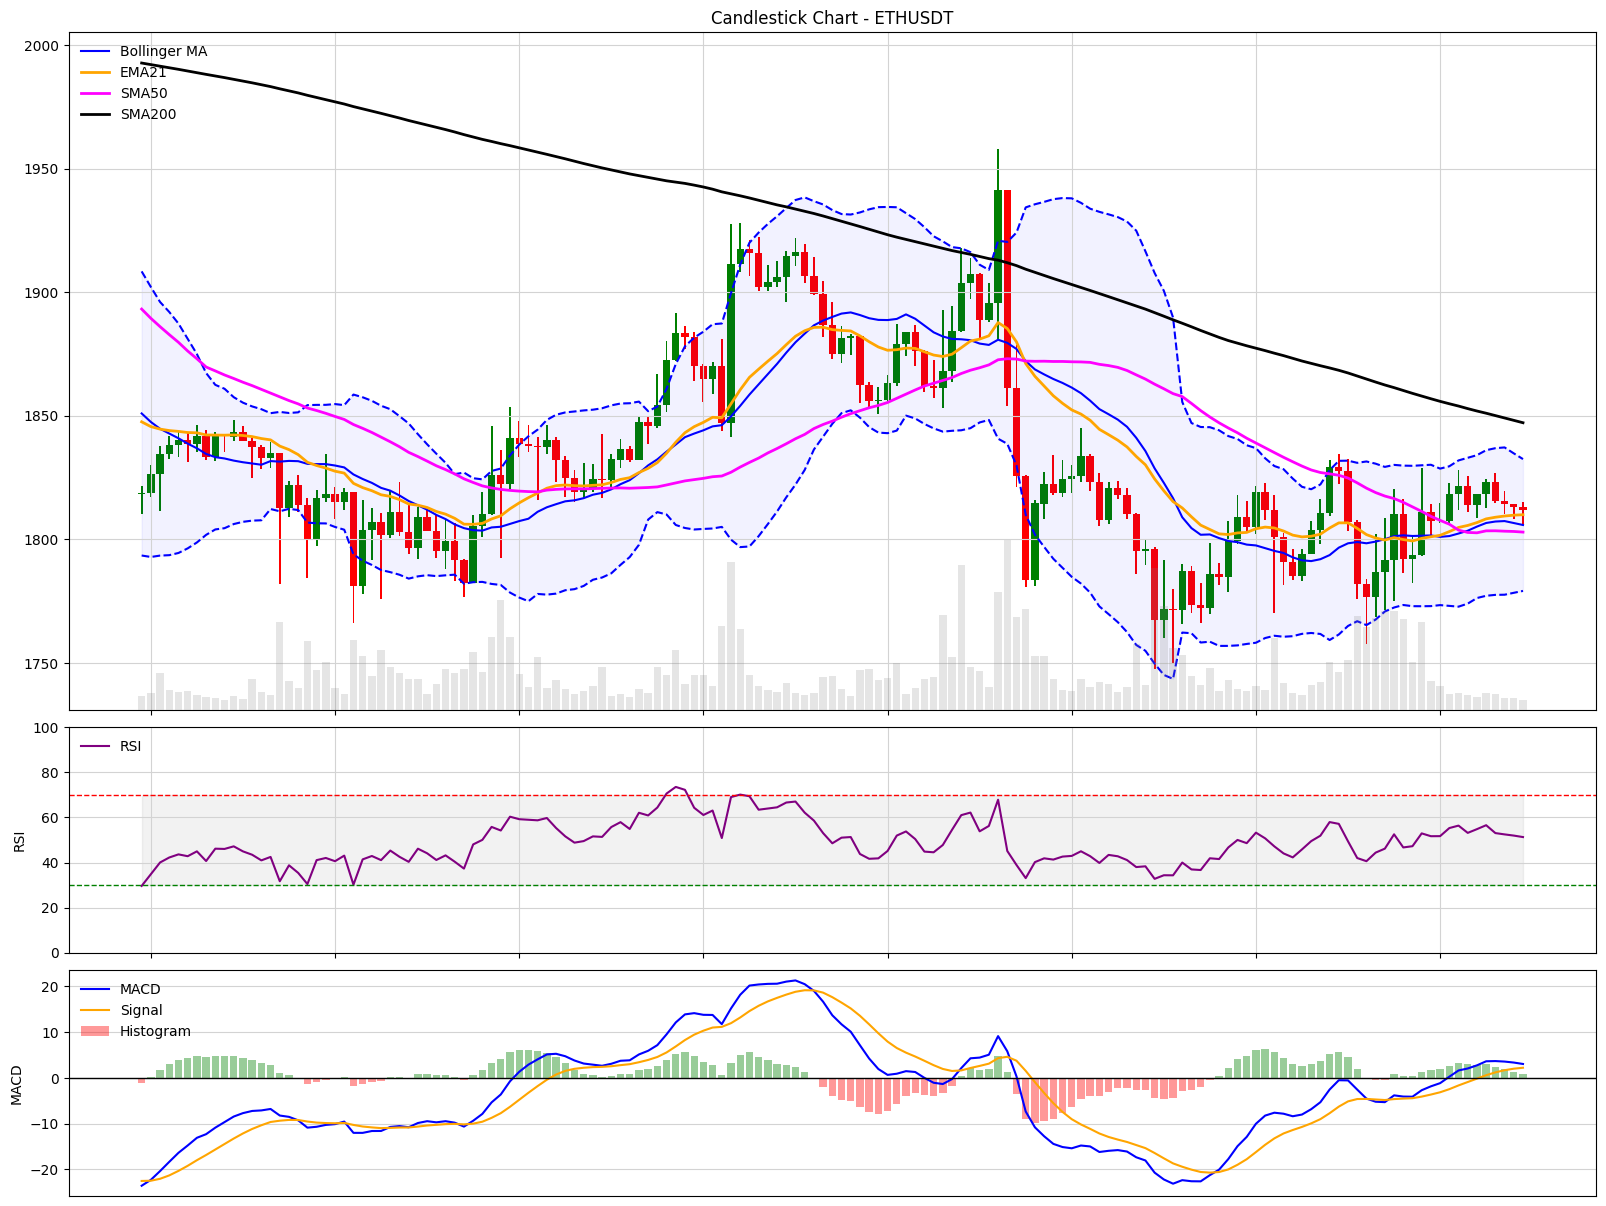 Candlestick Chart - ETHUSDT
2000
1950
1900
1850
1800
1750
Bollinger MA
EMA21
SMA50
SMA200
100
80
60
40
20
0
RSI
RSI
20
10
0
−10
−20
MACD
MACD
Signal
Histogram